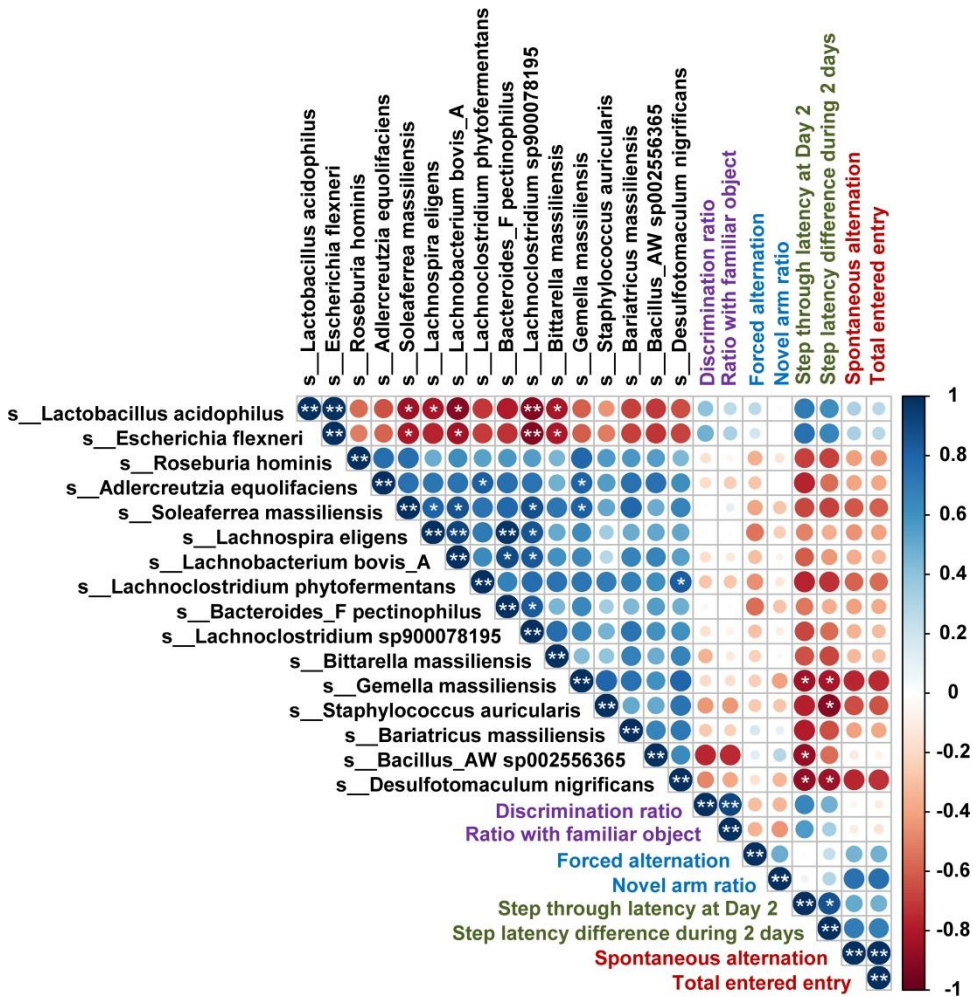 s__Lactobacillus acidophilus
s__Escherichia flexneri
s__Roseburia hominis
s__Adlercreutzia equolifaciens
s__Soleaferrea massiliensis
s__Lachnospira eligens
s__Lachnobacterium bovis_A
s__Lachnoclostridium phytofermentans
s__Bacteroides_F pectinophilus
s__Lachnoclostridium sp900078195
s__Bittarella massiliensis
s__Gemella massiliensis
s__Staphylococcus auricularis
s__Bariatricus massiliensis
s__Bacillus_AW sp002556365
s__Desulfotomaculum nigrificans
Discrimination ratio
Ratio with familiar object
Forced alternation
Novel arm ratio
Step through latency at Day 2
Step latency difference during 2 days
Spontaneous alternation
Total entered entry
s__Lactobacillus acidophilus ** ** * * * ** *
s__Escherichia flexneri ** * * ** *
s__Roseburia hominis **
s__Adlercreutzia equolifaciens ** * *
s__Soleaferrea massiliensis ** * * * *
s__Lachnospira eligens ** ** ** *
s__Lachnobacterium bovis_A ** * *
s__Lachnoclostridium phytofermentans ** *
s__Bacteroides_F pectinophilus ** *
s__Lachnoclostridium sp900078195 **
s__Bittarella massiliensis **
s__Gemella massiliensis ** * *
s__Staphylococcus auricularis ** *
s__Bariatricus massiliensis **
s__Bacillus_AW sp002556365 ** *
s__Desulfotomaculum nigrificans ** * *
Discrimination ratio ** **
Ratio with familiar object **
Forced alternation **
Novel arm ratio **
Step through latency at Day 2 ** *
Step latency difference during 2 days **
Spontaneous alternation ** **
Total entered entry **
1
0.8
0.6
0.4
0.2
0
-0.2
-0.4
-0.6
-0.8
-1